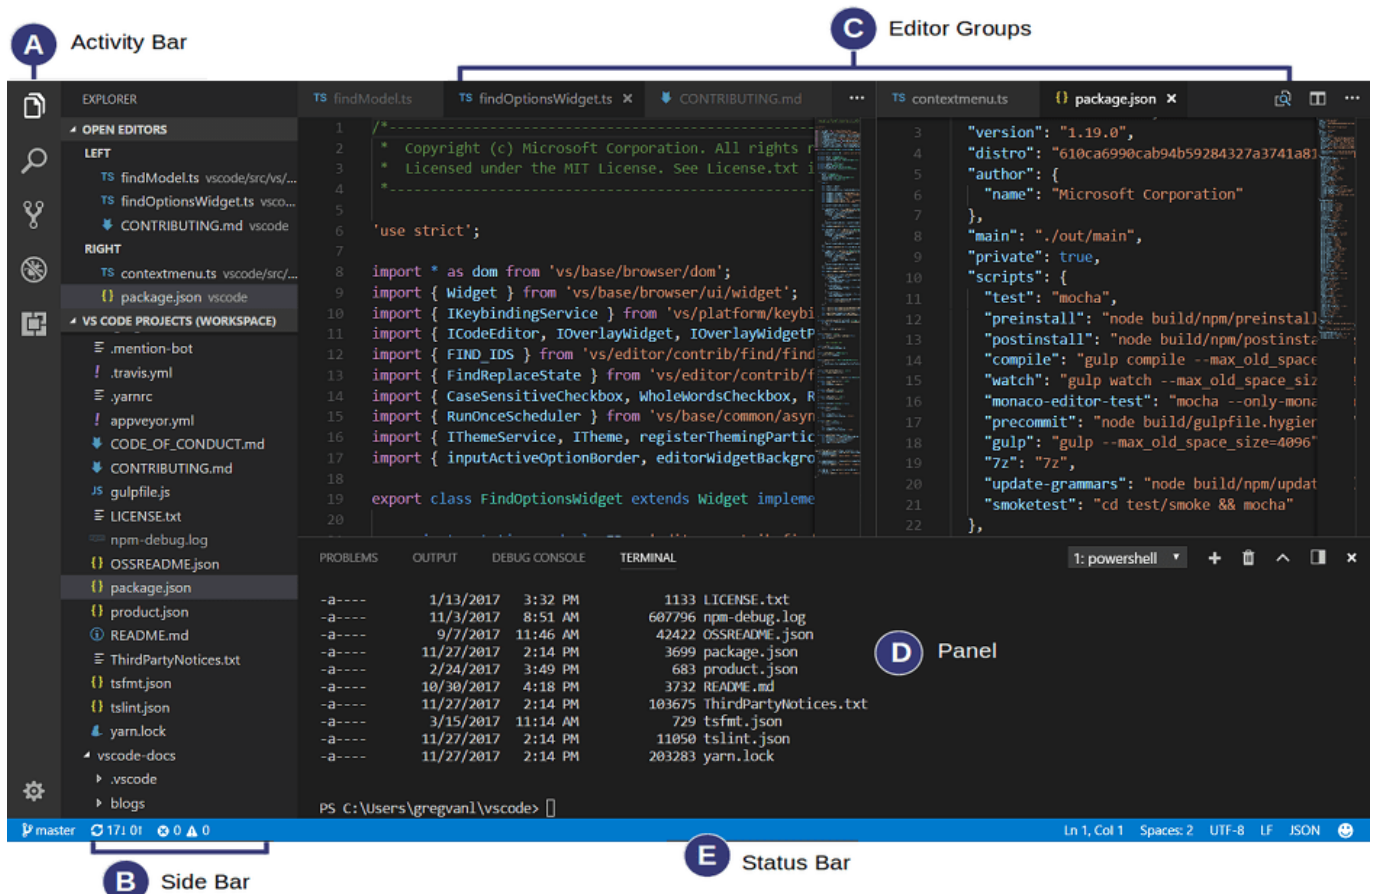 A Activity Bar
C Editor Groups
EXPLORER
OPEN EDITORS
LEFT
TS findModel.ts vscode/src/vs/...
TS findOptionsWidget.ts vsco...
CONTRIBUTING.md vscode
RIGHT
TS contextmenu.ts vscode/src/...
{} package.json vscode
VS CODE PROJECTS (WORKSPACE)
.mention-bot
! .travis.yml
.yarnrc
! appveyor.yml
CODE_OF_CONDUCT.md
CONTRIBUTING.md
JS gulpfile.js
LICENSE.txt
npm-debug.log
{} OSSREADME.json
{} package.json
{} product.json
README.md
ThirdPartyNotices.txt
{} tsfmt.json
{} tslint.json
yarn.lock
vscode-docs
.vscode
blogs
TS findModel.ts TS findOptionsWidget.ts × CONTRIBUTING.md ...
1 /*--------------------------------------------------
2 * Copyright (c) Microsoft Corporation. All rights r
3 * Licensed under the MIT License. See License.txt i
4 *--------------------------------------------------
5
6 'use strict';
7
8 import * as dom from 'vs/base/browser/dom';
9 import { Widget } from 'vs/base/browser/ui/widget';
10 import { IKeybindingService } from 'vs/platform/keybi
11 import { ICodeEditor, IOverlayWidget, IOverlayWidgetP
12 import { FIND_IDS } from 'vs/editor/contrib/find/find
13 import { FindReplaceState } from 'vs/editor/contrib/f
14 import { CaseSensitiveCheckbox, WholeWordsCheckbox, R
15 import { RunOnceScheduler } from 'vs/base/common/asyn
16 import { IThemeService, ITheme, registerThemingPartic
17 import { inputActiveOptionBorder, editorWidgetBackgro
18
19 export class FindOptionsWidget extends Widget impleme
20
TS contextmenu.ts {} package.json × ...
3 "version": "1.19.0",
4 "distro": "610ca6990cab94b59284327a3741a81
5 "author": {
6 "name": "Microsoft Corporation"
7 },
8 "main": "./out/main",
9 "private": true,
10 "scripts": {
11 "test": "mocha",
12 "preinstall": "node build/npm/preinstall
13 "postinstall": "node build/npm/postinsta
14 "compile": "gulp compile --max_old_space
15 "watch": "gulp watch --max_old_space_siz
16 "monaco-editor-test": "mocha --only-mona
17 "precommit": "node build/gulpfile.hygien
18 "gulp": "gulp --max_old_space_size=4096"
19 "7z": "7z",
20 "update-grammars": "node build/npm/updat
21 "smoketest": "cd test/smoke && mocha"
22 },
PROBLEMS OUTPUT DEBUG CONSOLE TERMINAL 1: powershell
-a---- 1/13/2017 3:32 PM 1133 LICENSE.txt
-a---- 11/3/2017 8:51 AM 607796 npm-debug.log
-a---- 9/7/2017 11:46 AM 42422 OSSREADME.json
-a---- 11/27/2017 2:14 PM 3699 package.json
-a---- 2/24/2017 3:49 PM 683 product.json
-a---- 10/30/2017 4:18 PM 3732 README.md
-a---- 11/27/2017 2:14 PM 103675 ThirdPartyNotices.txt
-a---- 3/15/2017 11:14 AM 729 tsfmt.json
-a---- 11/27/2017 2:14 PM 11050 tslint.json
-a---- 11/27/2017 2:14 PM 203283 yarn.lock
PS C:\Users\gregvanl\vscode>
D Panel
master 17↓ 0↑ 0 0 Ln 1, Col 1 Spaces: 2 UTF-8 LF JSON
B Side Bar
E Status Bar